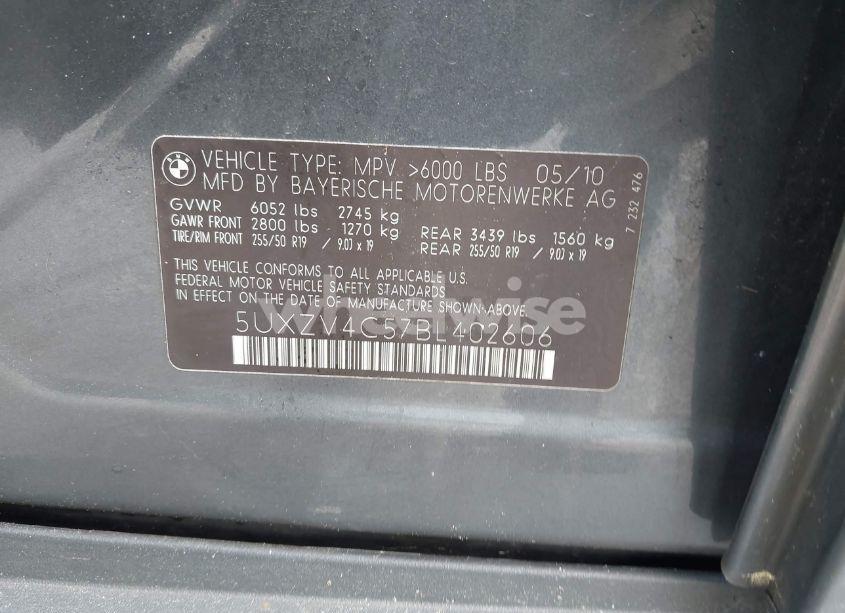 VEHICLE TYPE: MPV >6000 LBS 05/10
MFD BY BAYERISCHE MOTORENWERKE AG
GVWR 6052 lbs 2745 kg
GAWR FRONT 2800 lbs 1270 kg REAR 3439 lbs 1560 kg
TIRE/RIM FRONT 255/50 R19 / 9.0J x 19 REAR 255/50 R19 / 9.0J x 19
THIS VEHICLE CONFORMS TO ALL APPLICABLE U.S.
FEDERAL MOTOR VEHICLE SAFETY STANDARDS
IN EFFECT ON THE DATE OF MANUFACTURE SHOWN ABOVE.
5UXZV4C57BL402606
7 232 476
wheelwise